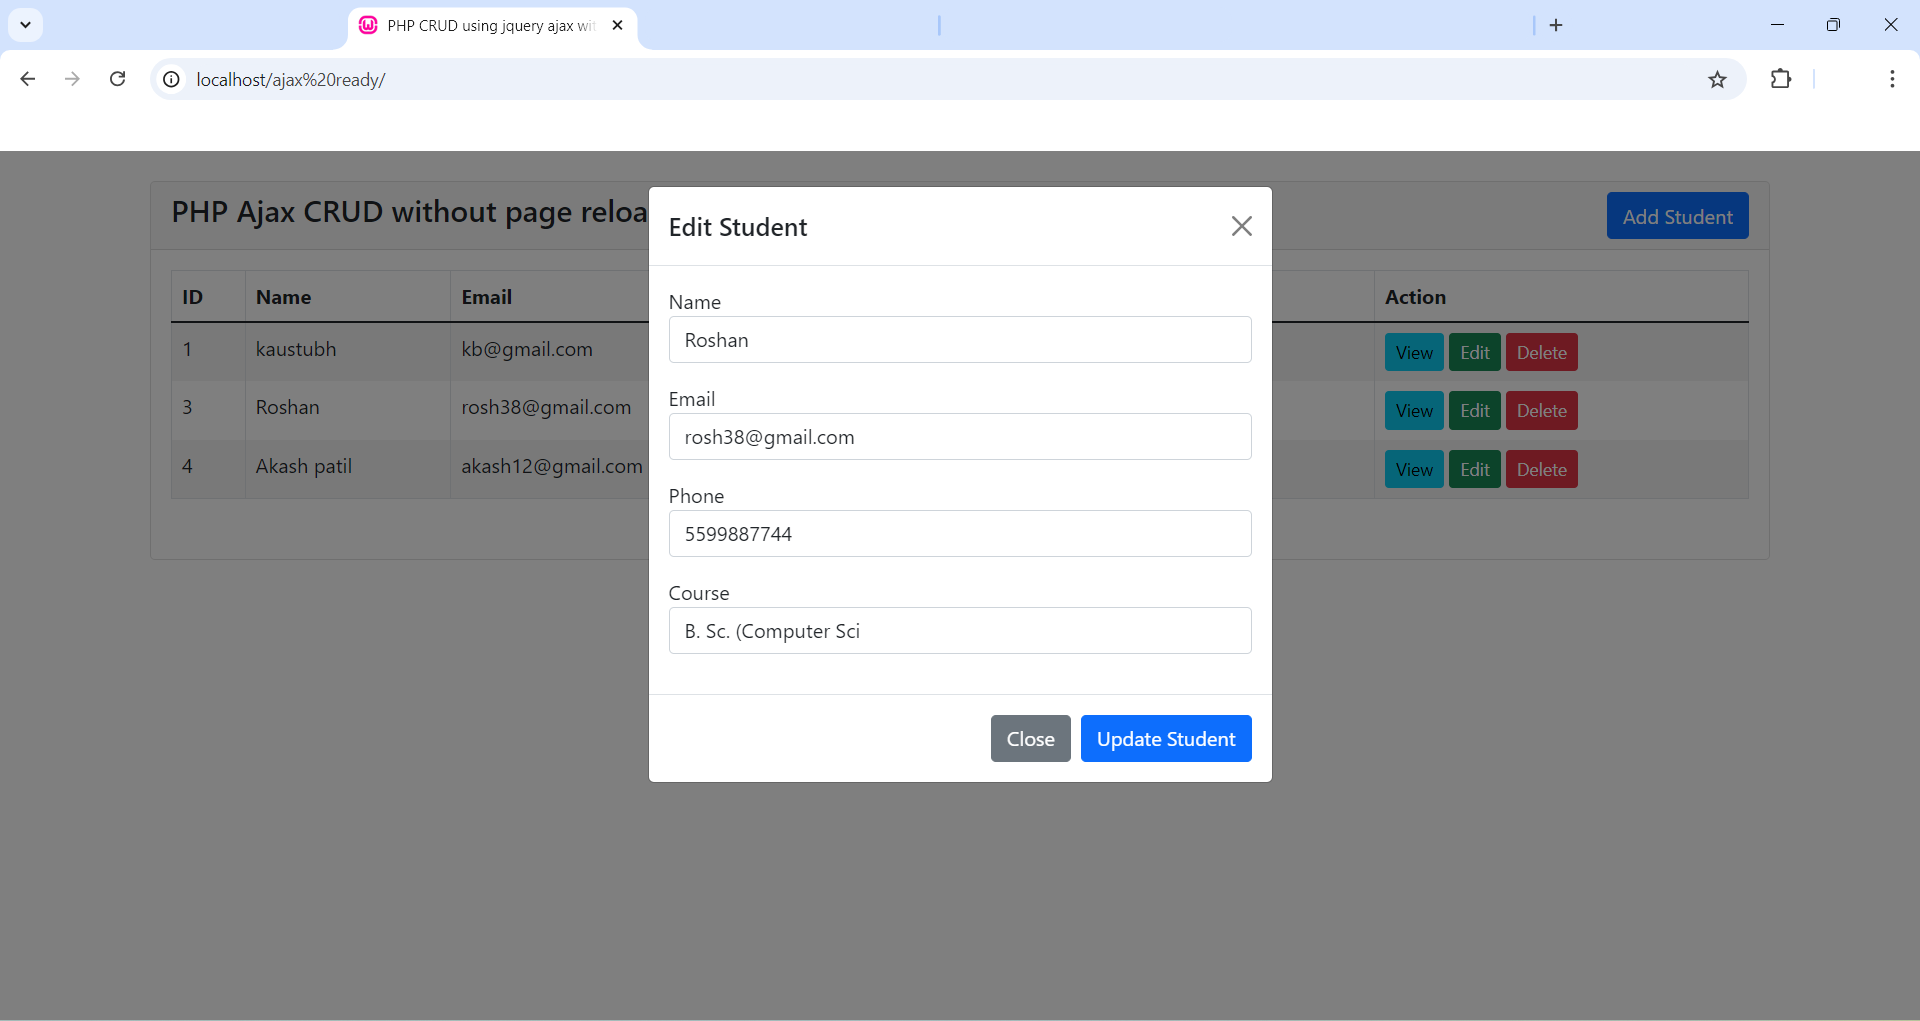 PHP CRUD using jquery ajax wit
localhost/ajax%20ready/
PHP Ajax CRUD without page reloa
Add Student
ID Name Email Action
1 kaustubh kb@gmail.com View Edit Delete
3 Roshan rosh38@gmail.com View Edit Delete
4 Akash patil akash12@gmail.com View Edit Delete
Edit Student
Name
Roshan
Email
rosh38@gmail.com
Phone
5599887744
Course
B. Sc. (Computer Sci
Close Update Student